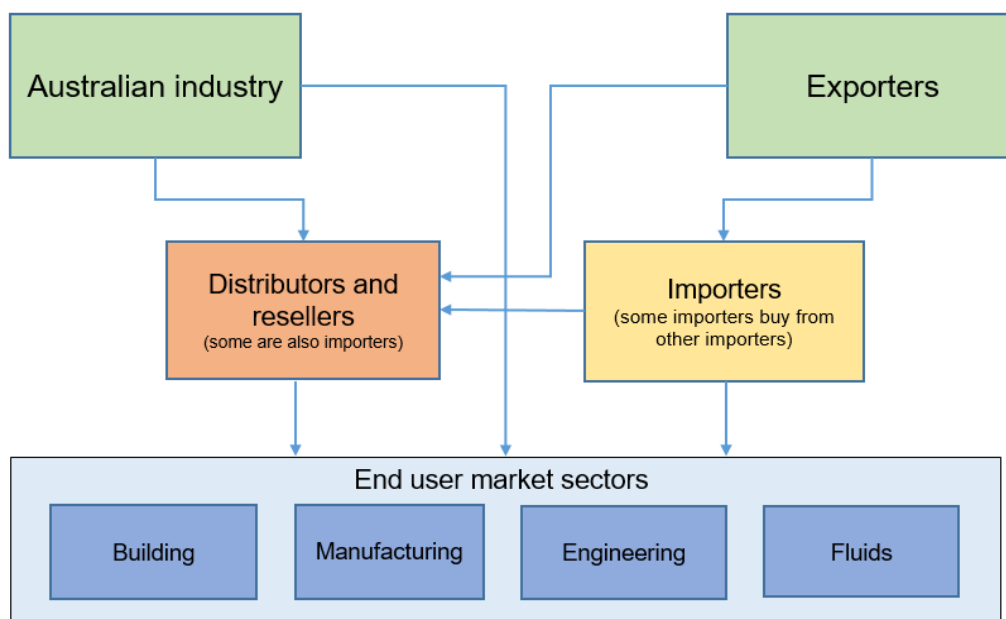 Australian industry
Exporters
Distributors and
resellers
(some are also importers)
Importers
(some importers buy from
other importers)
End user market sectors
Building
Manufacturing
Engineering
Fluids